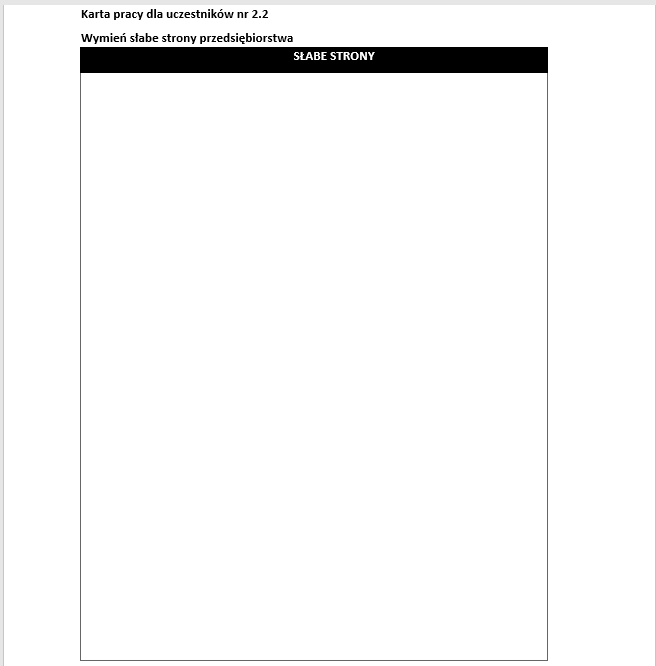 Karta pracy dla uczestników nr 2.2
Wymień słabe strony przedsiębiorstwa
SŁABE STRONY